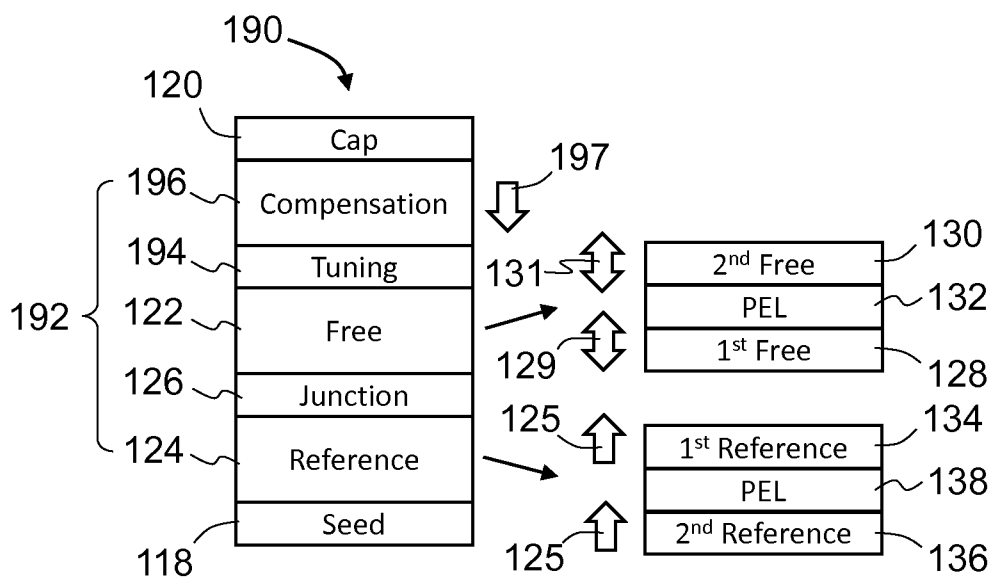 190
120
Cap
196
Compensation
197
194
Tuning
131
2nd Free
130
192
122
Free
PEL
132
129
1st Free
128
126
Junction
125
1st Reference
134
124
Reference
PEL
138
118
Seed
125
2nd Reference
136